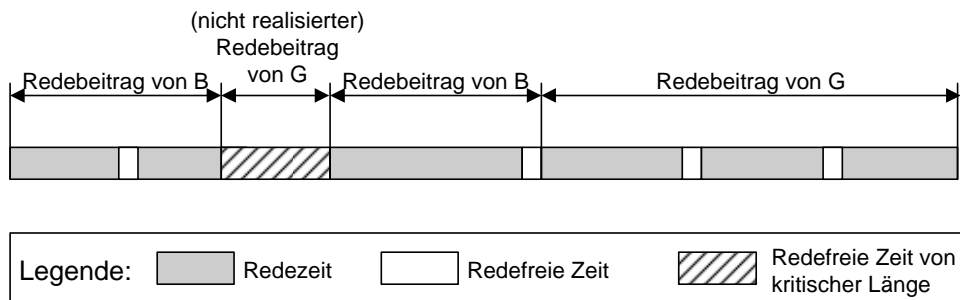 (nicht realisierter)
Redebeitrag
von G
Redebeitrag von B
Redebeitrag von B
Redebeitrag von G
Legende:
Redezeit
Redefreie Zeit
Redefreie Zeit von
kritischer Länge